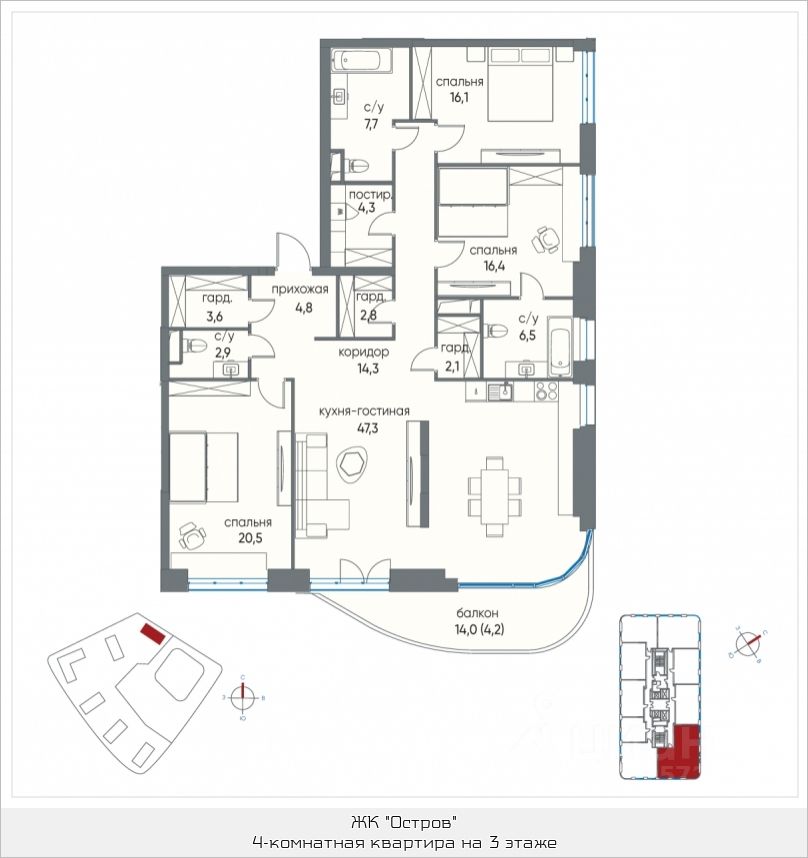 спальня
16,1
с/у
7,7
постир.
4,3
спальня
16,4
прихожая
4,8
гард.
3,6
гард.
2,8
с/у
2,9
с/у
6,5
коридор
14,3
гард.
2,1
кухня-гостиная
47,3
спальня
20,5
балкон
14,0 (4,2)
С
З В
Ю
З С
Ю В
ЖК "Остров"
4-комнатная квартира на 3 этаже